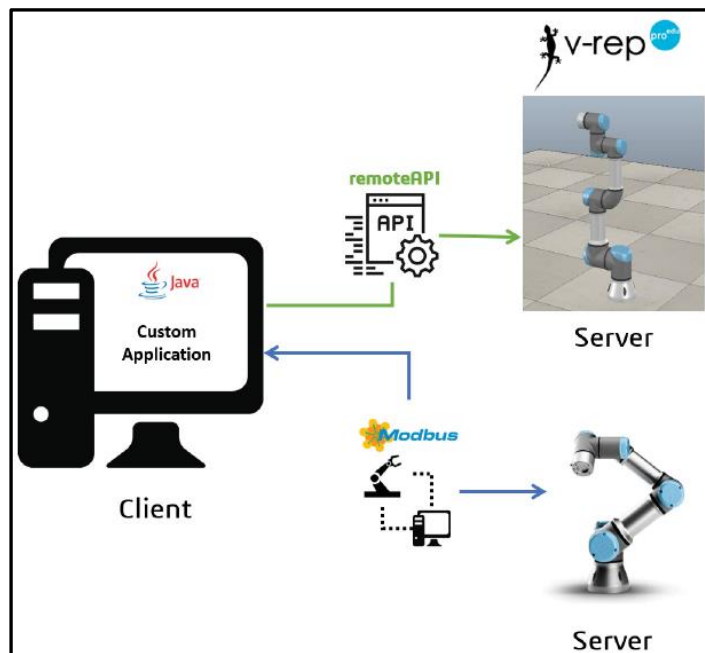 v-rep
pro edu
remoteAPI
API
Java
Custom
Application
Server
Modbus
Client
Server